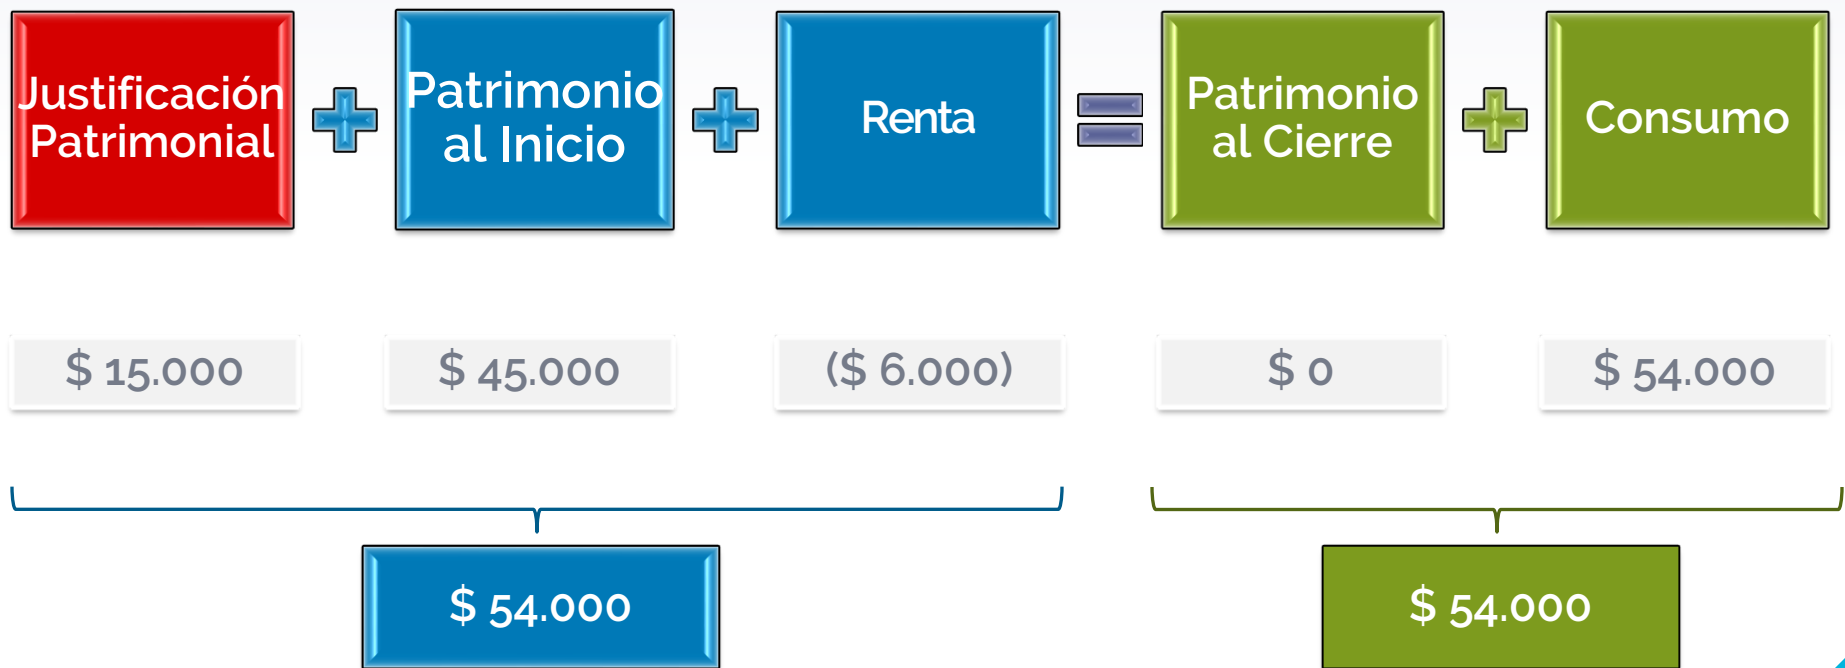 Justificación
Patrimonial
Patrimonio
al Inicio
Renta
Patrimonio
al Cierre
Consumo
$ 15.000
$ 45.000
($ 6.000)
$ 0
$ 54.000
$ 54.000
$ 54.000